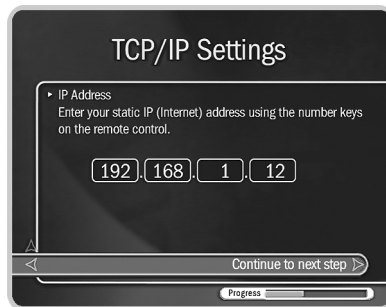 TCP/IP Settings
IP Address
Enter your static IP (Internet) address using the number keys
on the remote control.
192.168.1.12
Continue to next step
Progress